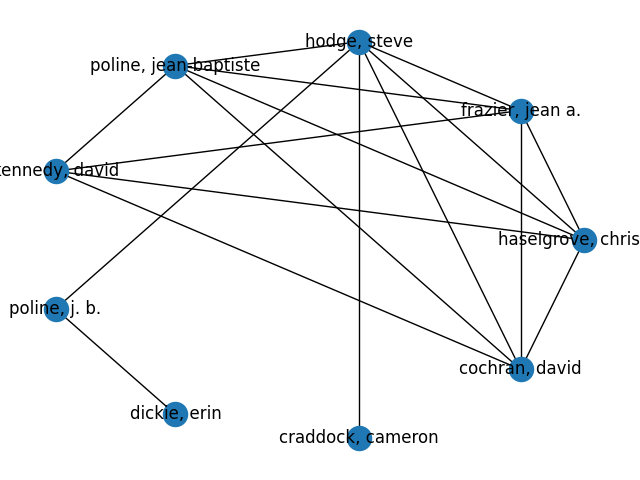 hodge, steve
poline, jean-baptiste
frazier, jean a.
kennedy, david
haselgrove, chris
poline, j. b.
cochran, david
dickie, erin
craddock, cameron